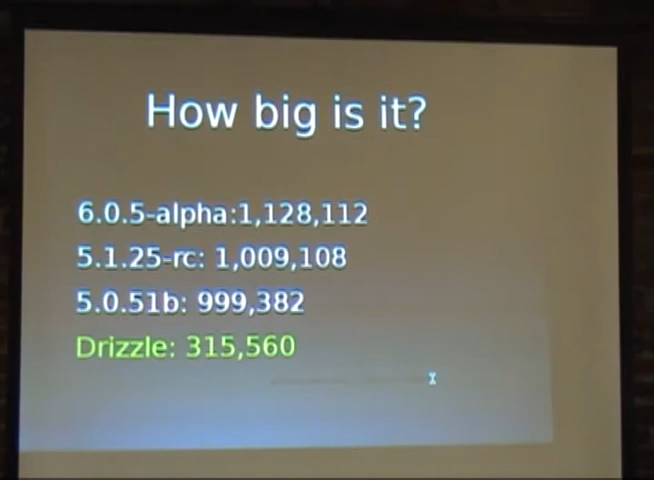 How big is it?
6.0.5-alpha:1,128,112
5.1.25-rc: 1,009,108
5.0.51b: 999,382
Drizzle: 315,560